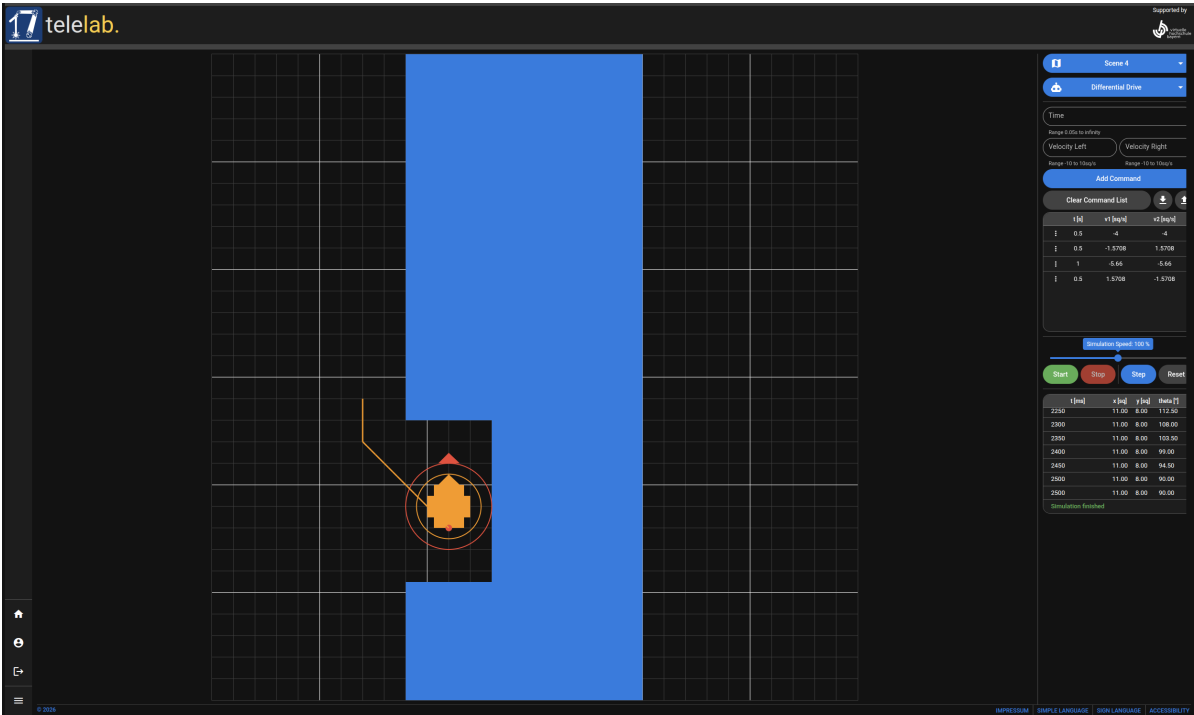 17 telelab.
Supported by
virtuelle
hochschule
bayern
Scene 4
Differential Drive
Time
Range 0.05s to infinity
Velocity Left Velocity Right
Range -10 to 10sq/s Range -10 to 10sq/s
Add Command
Clear Command List
t [s] v1 [sq/s] v2 [sq/s]
0.5 -4 -4
0.5 -1.5708 1.5708
1 -5.66 -5.66
0.5 1.5708 -1.5708
Simulation Speed: 100 %
Start Stop Step Reset
t [ms] x [sq] y [sq] theta [°]
2250 11.00 8.00 112.50
2300 11.00 8.00 108.00
2350 11.00 8.00 103.50
2400 11.00 8.00 99.00
2450 11.00 8.00 94.50
2500 11.00 8.00 90.00
2500 11.00 8.00 90.00
Simulation finished
© 2026
IMPRESSUM SIMPLE LANGUAGE SIGN LANGUAGE ACCESSIBILITY